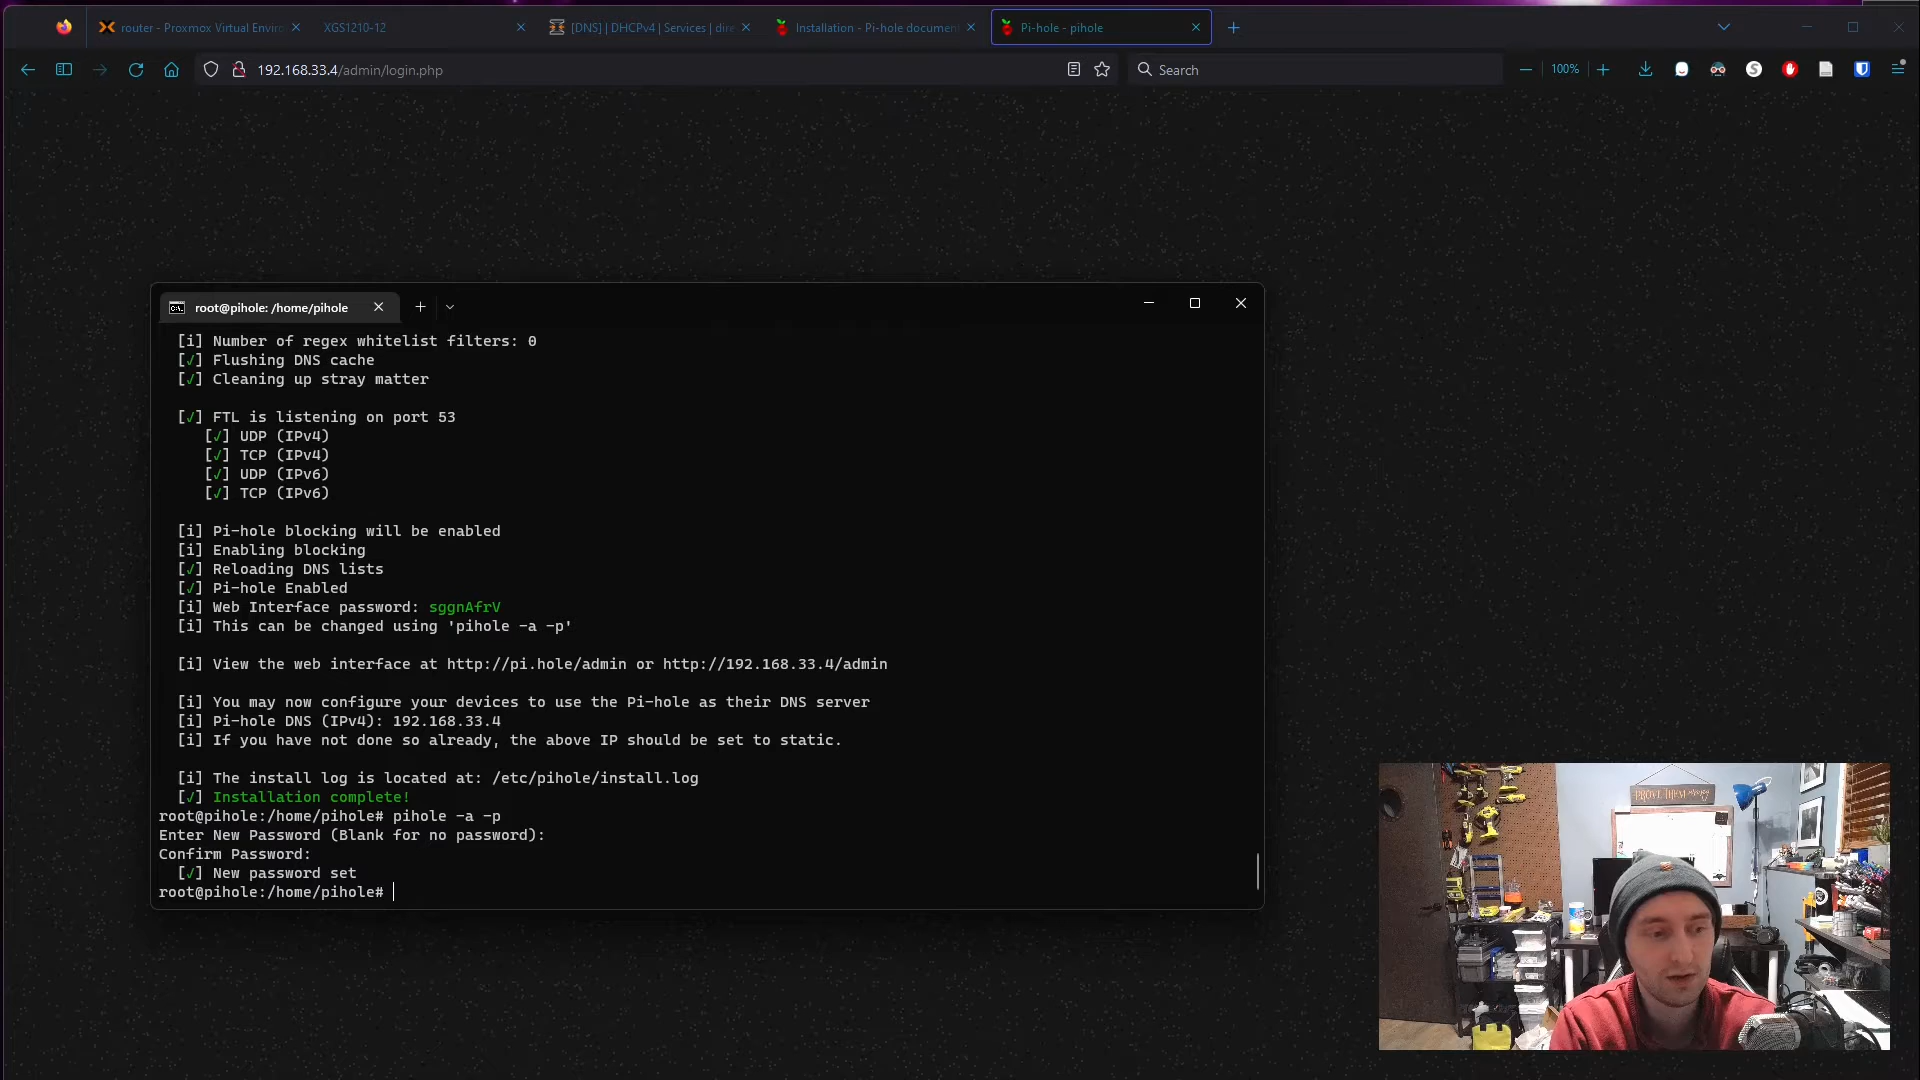 router - Proxmox Virtual Enviro
XGS1210-12
[DNS] | DHCPv4 | Services | dire
Installation - Pi-hole document
Pi-hole - pihole
192.168.33.4/admin/login.php
Search
100%
root@pihole: /home/pihole
[i] Number of regex whitelist filters: 0
[✓] Flushing DNS cache
[✓] Cleaning up stray matter
[✓] FTL is listening on port 53
[✓] UDP (IPv4)
[✓] TCP (IPv4)
[✓] UDP (IPv6)
[✓] TCP (IPv6)
[i] Pi-hole blocking will be enabled
[i] Enabling blocking
[✓] Reloading DNS lists
[✓] Pi-hole Enabled
[i] Web Interface password: sggnAfrV
[i] This can be changed using 'pihole -a -p'
[i] View the web interface at http://pi.hole/admin or http://192.168.33.4/admin
[i] You may now configure your devices to use the Pi-hole as their DNS server
[i] Pi-hole DNS (IPv4): 192.168.33.4
[i] If you have not done so already, the above IP should be set to static.
[i] The install log is located at: /etc/pihole/install.log
[✓] Installation complete!
root@pihole:/home/pihole# pihole -a -p
Enter New Password (Blank for no password):
Confirm Password:
[✓] New password set
root@pihole:/home/pihole#
PROVE THEM wrong